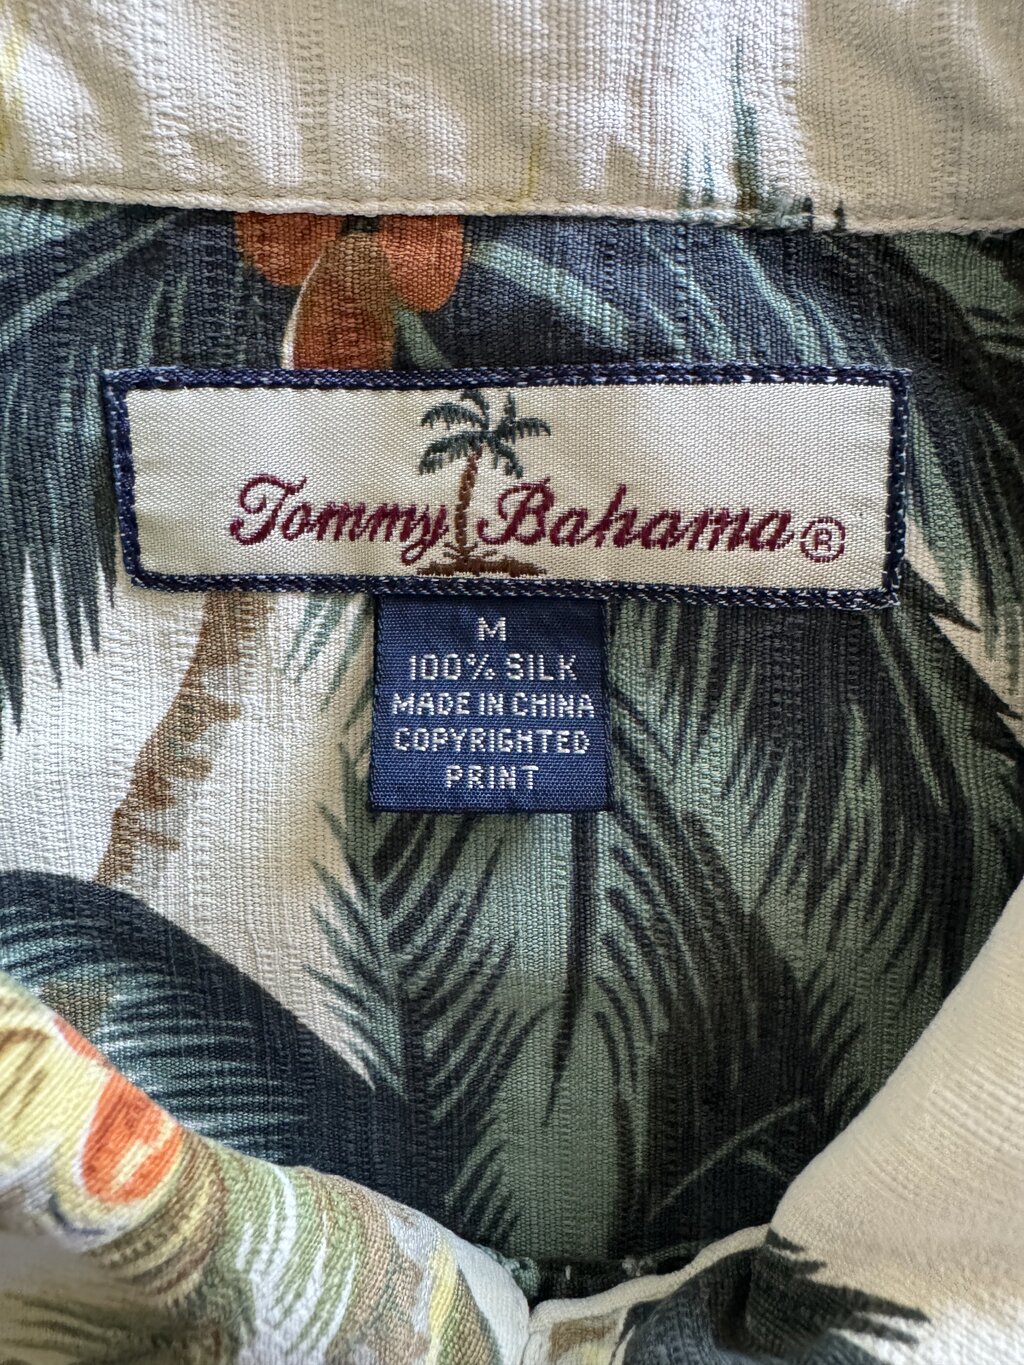 Tommy Bahama®
M
100% SILK
MADE IN CHINA
COPYRIGHTED
PRINT